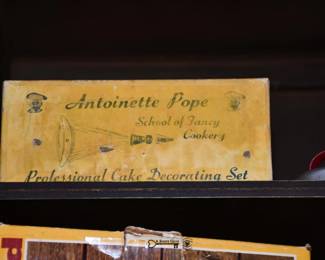 Antoinette Pope
School of Fancy
Cookery
Professional Cake Decorating Set